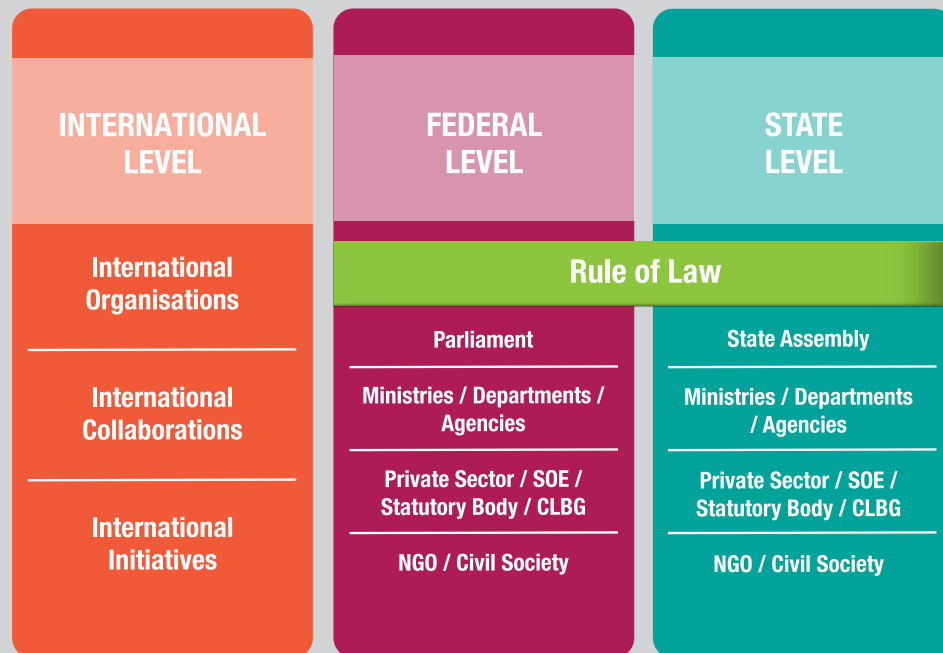 INTERNATIONAL
LEVEL
International
Organisations
International
Collaborations
International
Initiatives
FEDERAL
LEVEL
STATE
LEVEL
Rule of Law
Parliament
Ministries / Departments /
Agencies
Private Sector / SOE /
Statutory Body / CLBG
NGO / Civil Society
State Assembly
Ministries / Departments
/ Agencies
Private Sector / SOE /
Statutory Body / CLBG
NGO / Civil Society